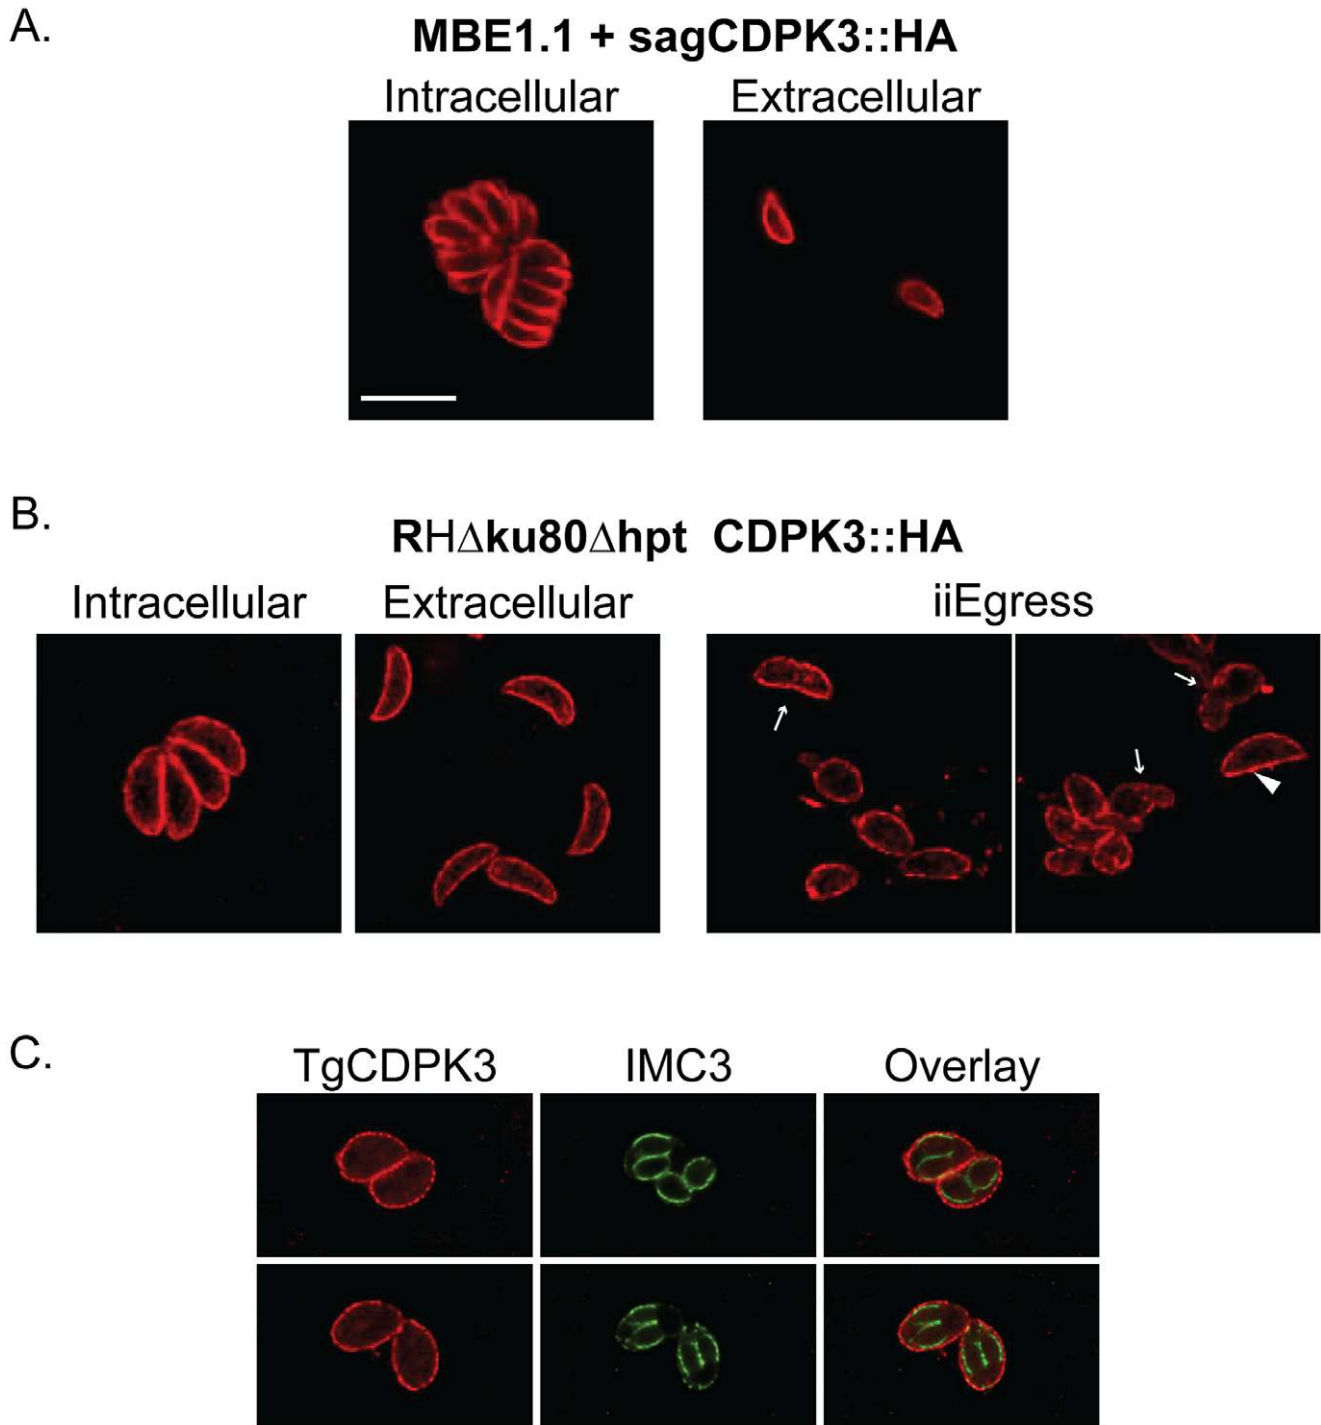 A.
MBE1.1 + sagCDPK3::HA
Intracellular Extracellular
B.
RHΔku80Δhpt CDPK3::HA
Intracellular Extracellular iiEgress
C.
TgCDPK3 IMC3 Overlay